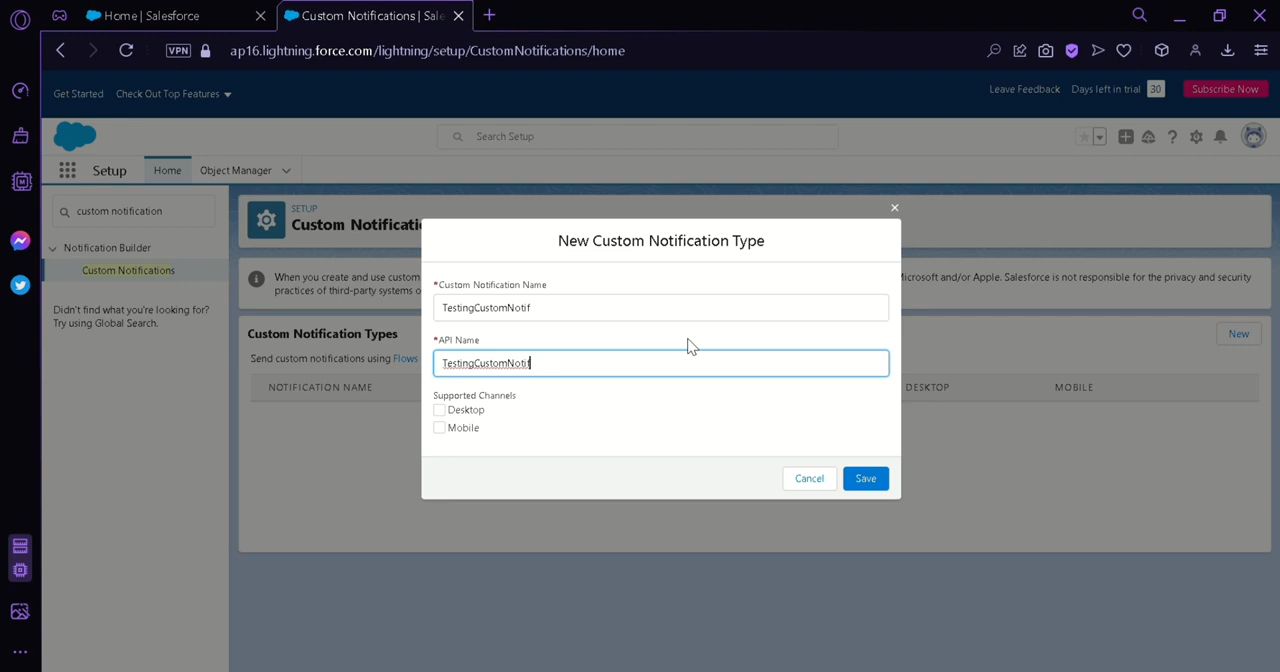 Home | Salesforce
Custom Notifications | Sale
VPN
ap16.lightning.force.com/lightning/setup/CustomNotifications/home
Get Started
Check Out Top Features
Leave Feedback
Days left in trial
30
Subscribe Now
Search Setup
Setup
Home
Object Manager
custom notification
Notification Builder
Custom Notifications
Didn't find what you're looking for?
Try using Global Search.
SETUP
Custom Notificati
When you create and use custom
Microsoft and/or Apple. Salesforce is not responsible for the privacy and security
practices of third-party systems o
Custom Notification Types
New
Send custom notifications using Flows
NOTIFICATION NAME
DESKTOP
MOBILE
New Custom Notification Type
*Custom Notification Name
TestingCustomNotif
*API Name
TestingCustomNotif
Supported Channels
Desktop
Mobile
Cancel
Save